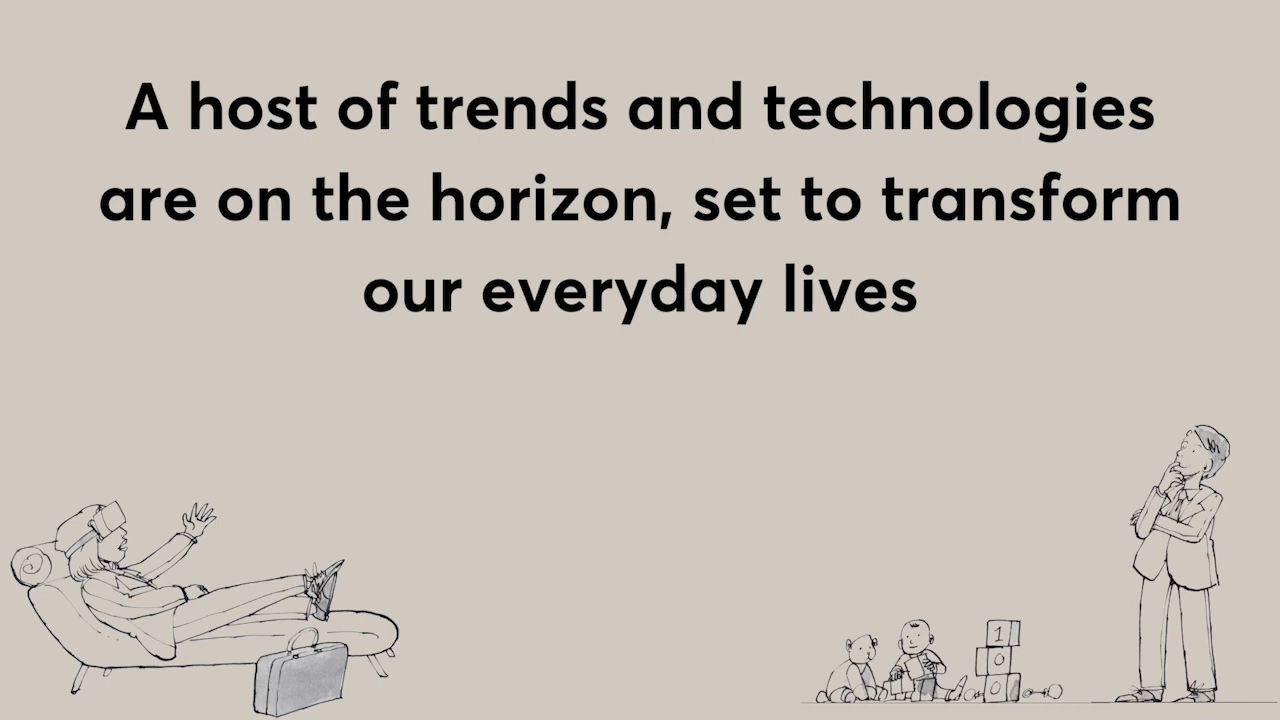 A host of trends and technologies
are on the horizon, set to transform
our everyday lives
1
0
0